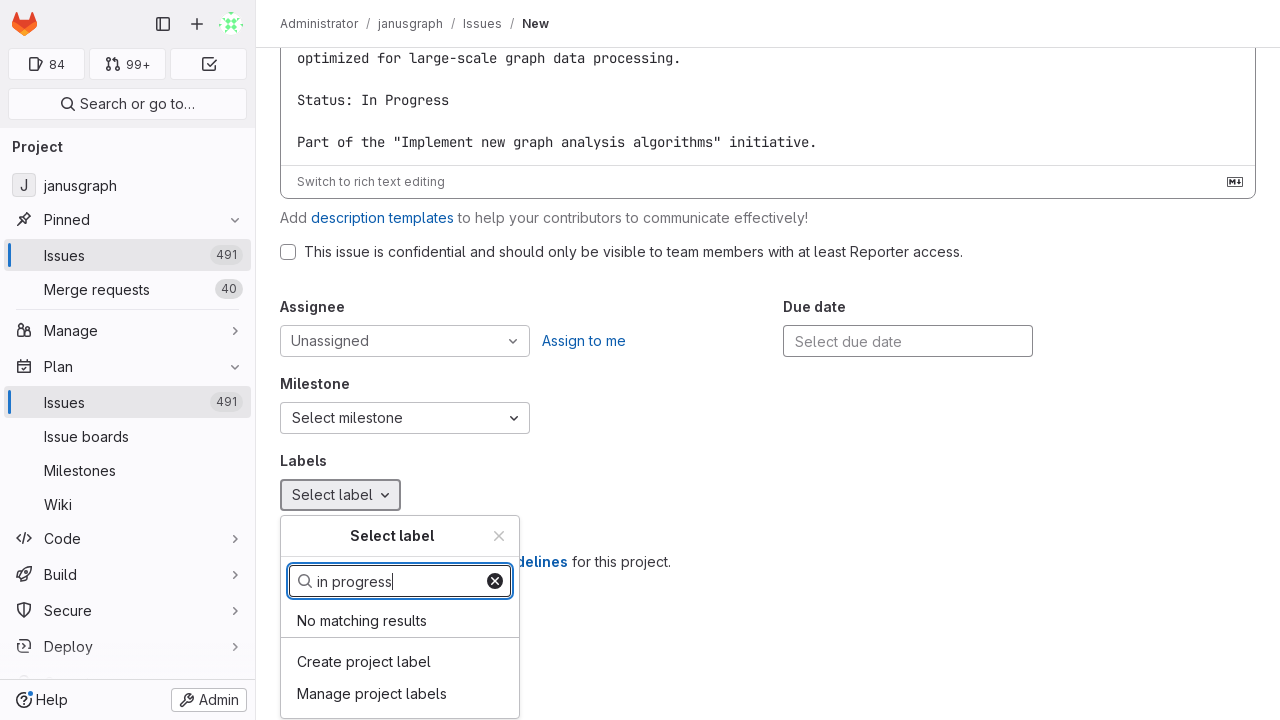 Administrator / janusgraph / Issues / New
84
99+
Search or go to…
Project
J janusgraph
Pinned
Issues 491
Merge requests 40
Manage
Plan
Issues 491
Issue boards
Milestones
Wiki
Code
Build
Secure
Deploy
Help
Admin
optimized for large-scale graph data processing.
Status: In Progress
Part of the "Implement new graph analysis algorithms" initiative.
Switch to rich text editing
Add description templates to help your contributors to communicate effectively!
This issue is confidential and should only be visible to team members with at least Reporter access.
Assignee
Unassigned
Assign to me
Due date
Select due date
Milestone
Select milestone
Labels
Select label
Select label
delines for this project.
in progress
No matching results
Create project label
Manage project labels